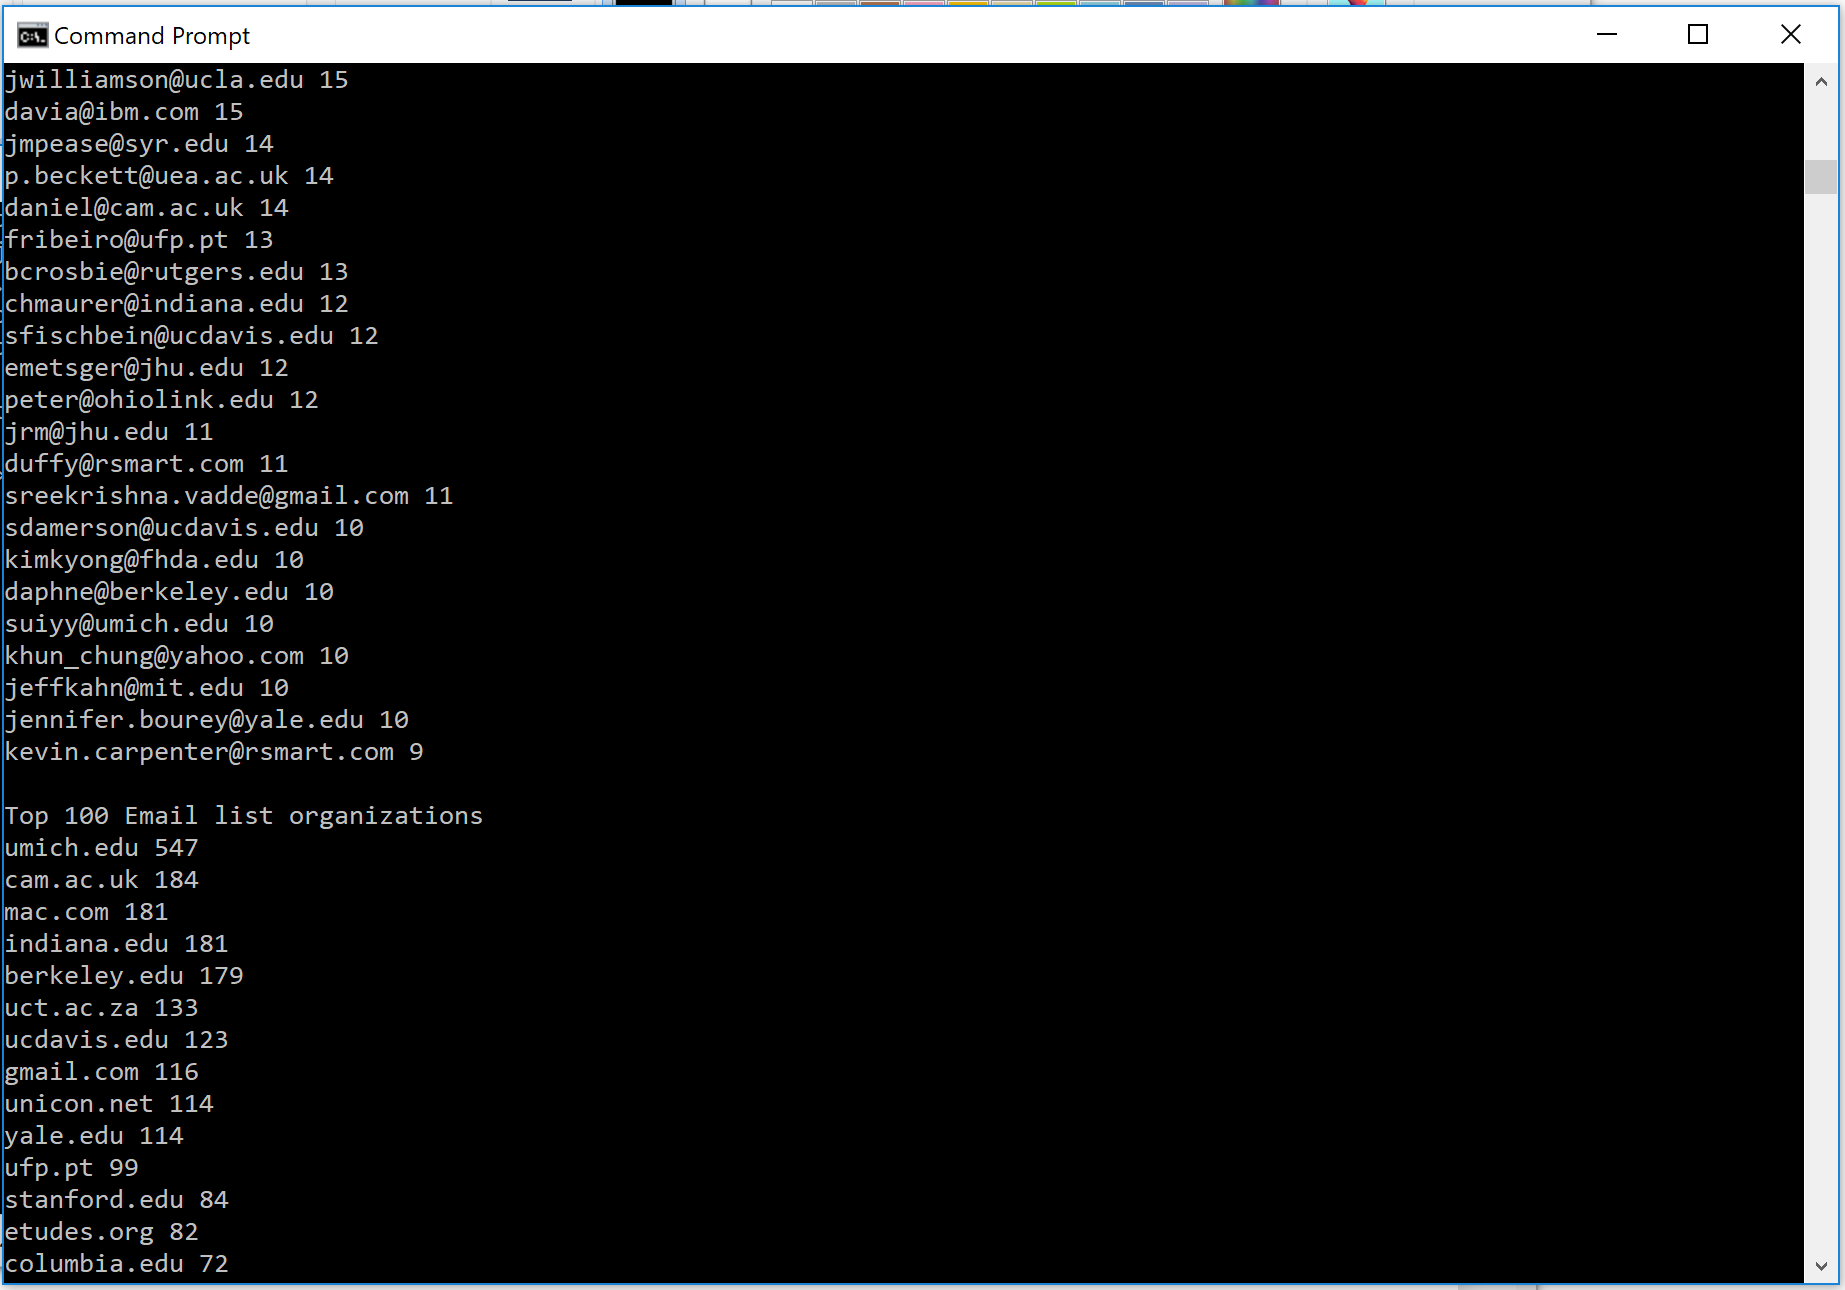 Command Prompt
jwilliamson@ucla.edu 15
davia@ibm.com 15
jmpease@syr.edu 14
p.beckett@uea.ac.uk 14
daniel@cam.ac.uk 14
fribeiro@ufp.pt 13
bcrosbie@rutgers.edu 13
chmaurer@indiana.edu 12
sfischbein@ucdavis.edu 12
emetsger@jhu.edu 12
peter@ohiolink.edu 12
jrm@jhu.edu 11
duffy@rsmart.com 11
sreekrishna.vadde@gmail.com 11
sdamerson@ucdavis.edu 10
kimkyong@fhda.edu 10
daphne@berkeley.edu 10
suiyy@umich.edu 10
khun_chung@yahoo.com 10
jeffkahn@mit.edu 10
jennifer.bourey@yale.edu 10
kevin.carpenter@rsmart.com 9
Top 100 Email list organizations
umich.edu 547
cam.ac.uk 184
mac.com 181
indiana.edu 181
berkeley.edu 179
uct.ac.za 133
ucdavis.edu 123
gmail.com 116
unicon.net 114
yale.edu 114
ufp.pt 99
stanford.edu 84
etudes.org 82
columbia.edu 72